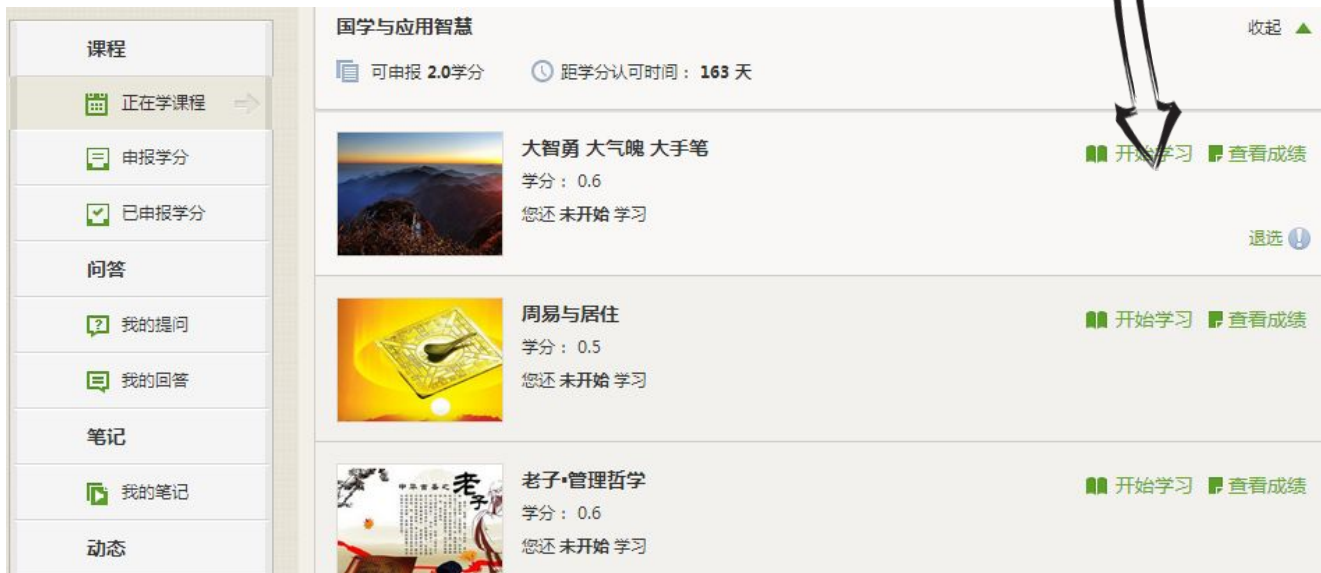 课程
正在学课程
申报学分
已申报学分
问答
我的提问
我的回答
笔记
我的笔记
动态
国学与应用智慧
收起
可申报 2.0学分 距学分认可时间： 163 天
大智勇 大气魄 大手笔
开始学习 查看成绩
学分： 0.6
您还 未开始 学习
退选
周易与居住
开始学习 查看成绩
学分： 0.5
您还 未开始 学习
老子·管理哲学
开始学习 查看成绩
学分： 0.6
您还 未开始 学习
老子